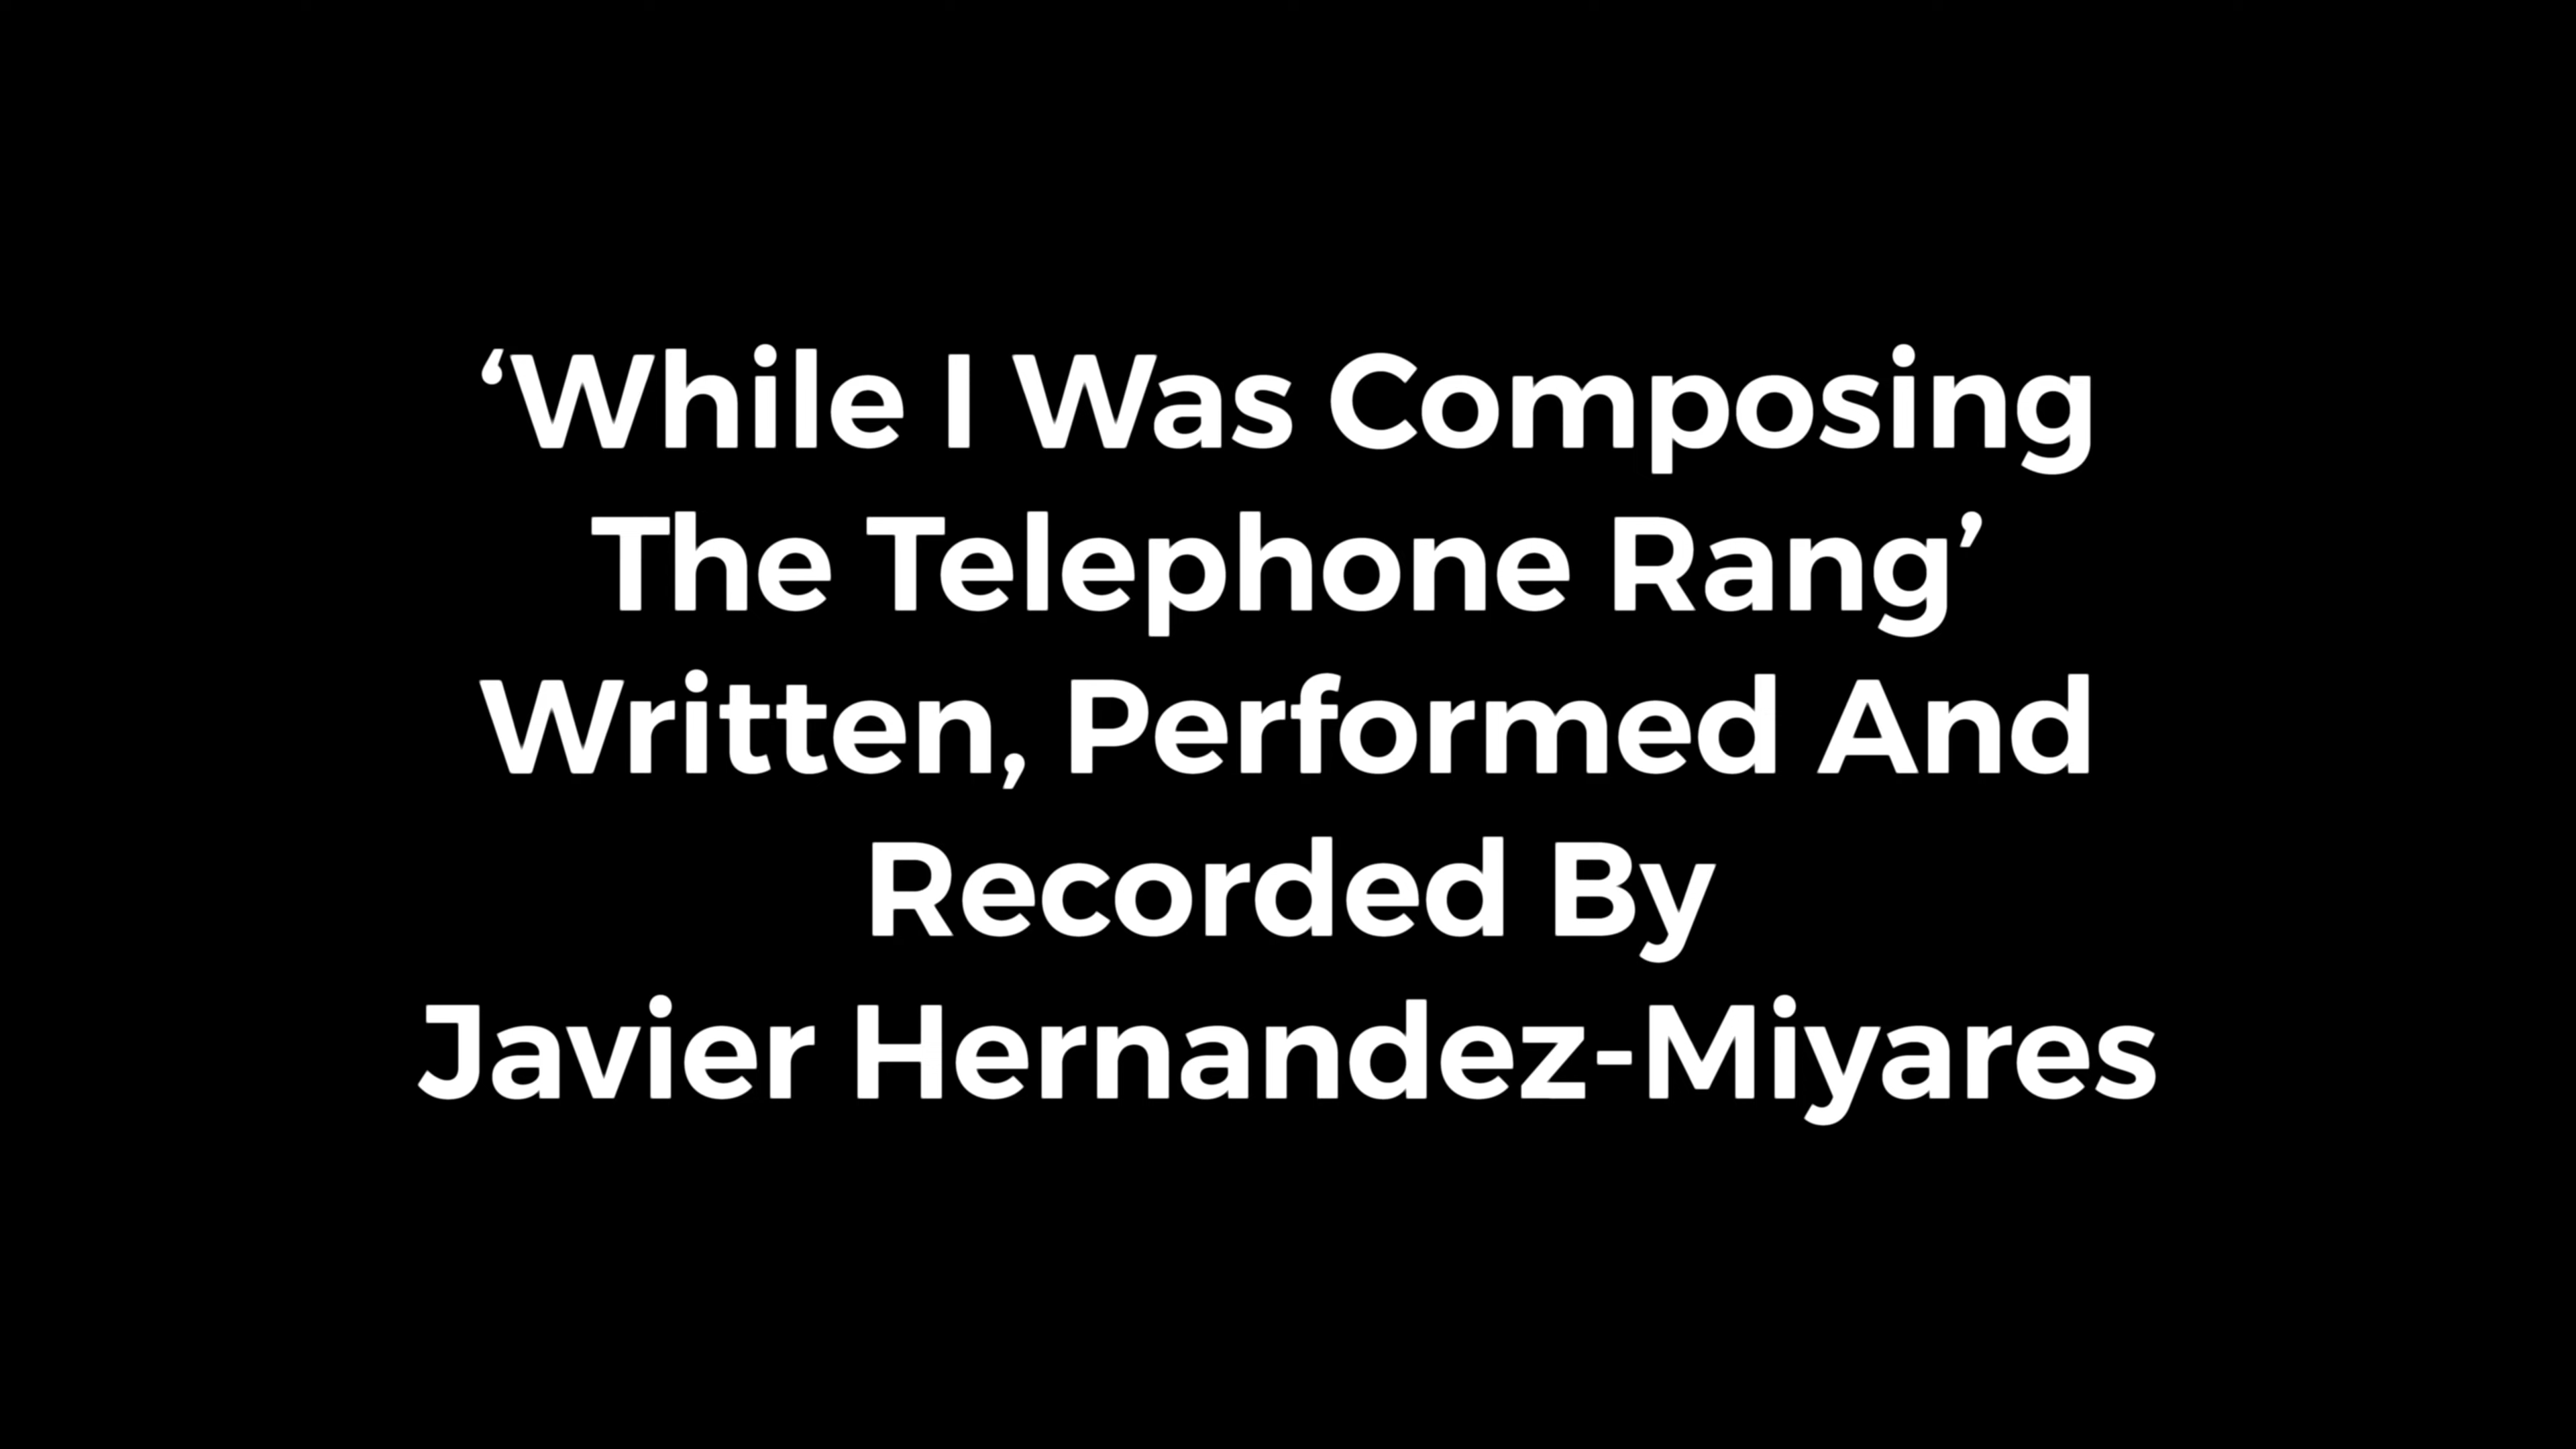 ‘While I Was Composing
The Telephone Rang’
Written, Performed And
Recorded By
Javier Hernandez-Miyares